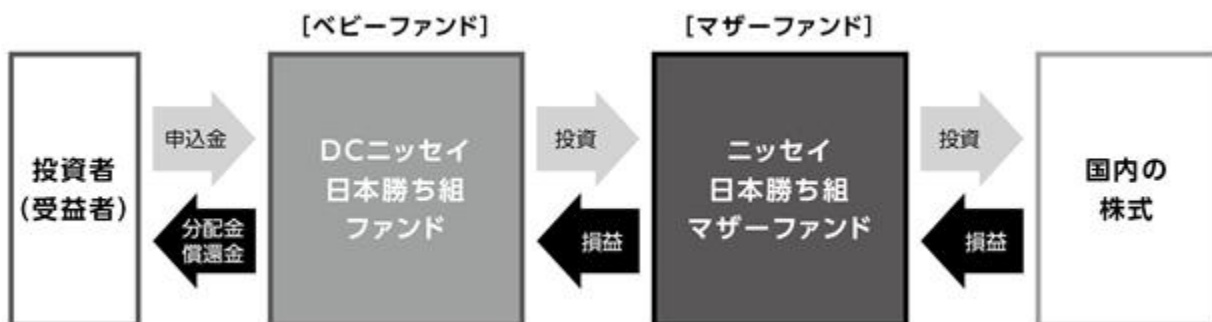 [ベビーファンド]
[マザーファンド]
投資者
(受益者)
申込金
分配金
償還金
DCニッセイ
日本勝ち組
ファンド
投資
損益
ニッセイ
日本勝ち組
マザーファンド
投資
損益
国内の
株式